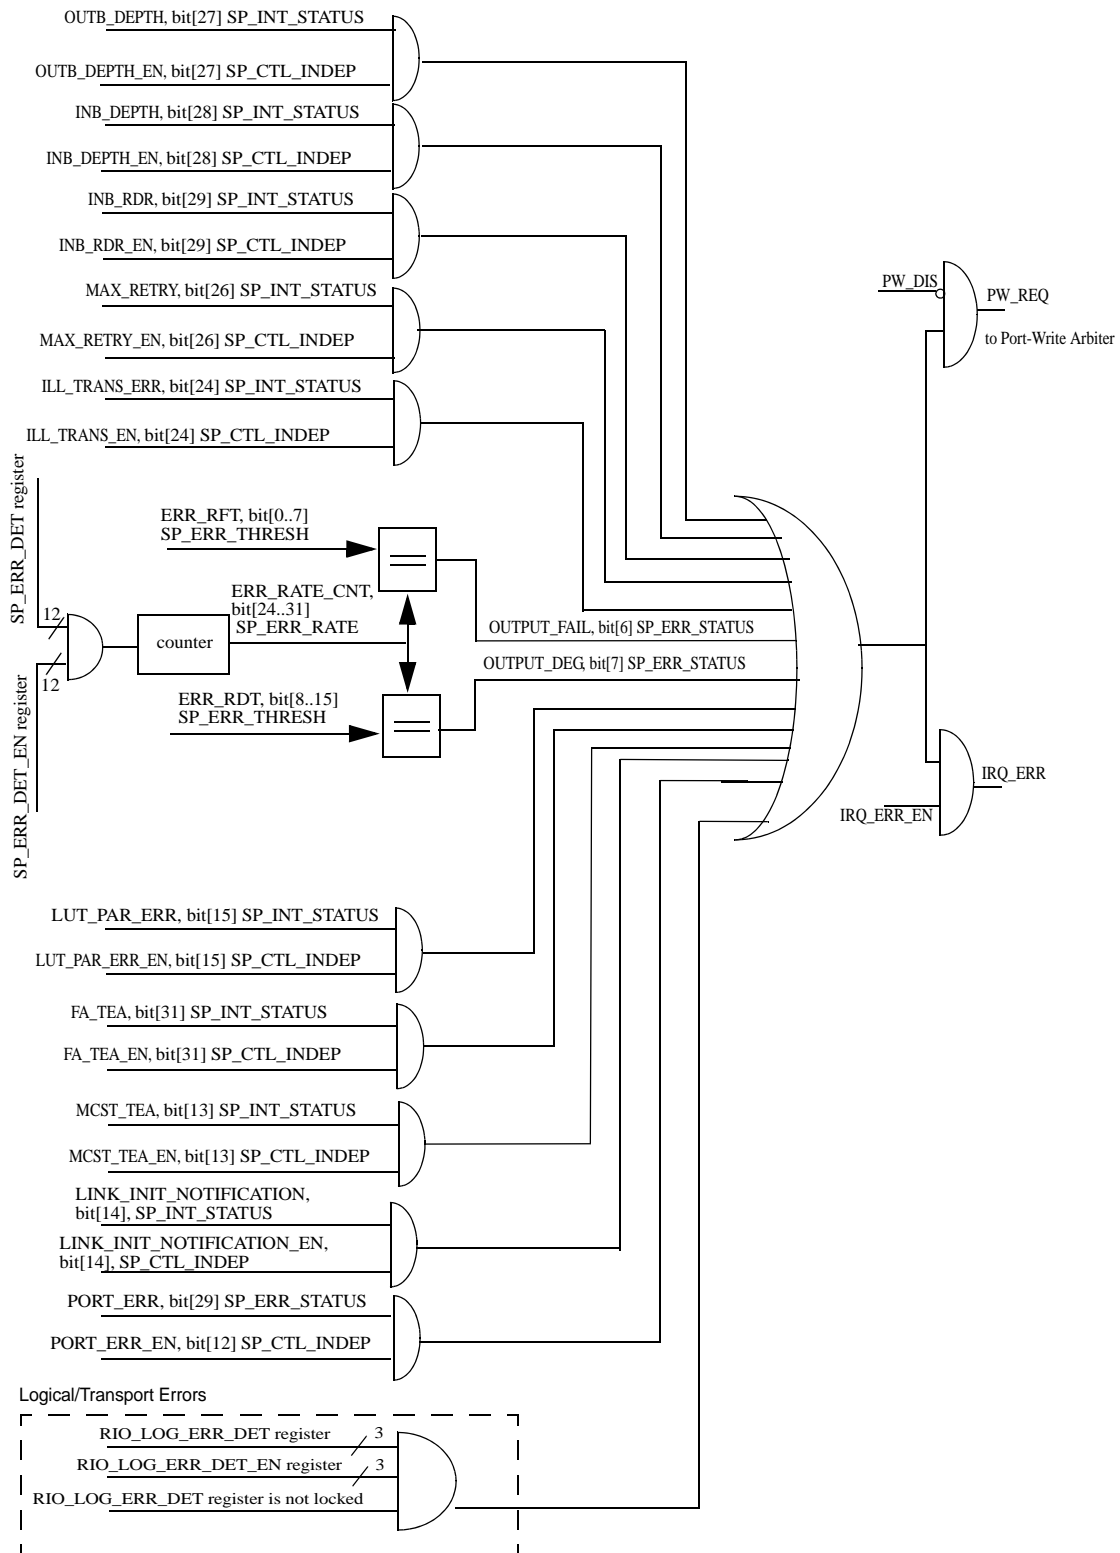 OUTB_DEPTH, bit[27] SP_INT_STATUS
OUTB_DEPTH_EN, bit[27] SP_CTL_INDEP
INB_DEPTH, bit[28] SP_INT_STATUS
INB_DEPTH_EN, bit[28] SP_CTL_INDEP
INB_RDR, bit[29] SP_INT_STATUS
INB_RDR_EN, bit[29] SP_CTL_INDEP
MAX_RETRY, bit[26] SP_INT_STATUS
MAX_RETRY_EN, bit[26] SP_CTL_INDEP
ILL_TRANS_ERR, bit[24] SP_INT_STATUS
ILL_TRANS_EN, bit[24] SP_CTL_INDEP
PW_DIS
PW_REQ
to Port-Write Arbiter
SP_ERR_DET register
12
12
SP_ERR_DET_EN register
counter
ERR_RFT, bit[0..7]
SP_ERR_THRESH
ERR_RATE_CNT,
bit[24..31]
SP_ERR_RATE
ERR_RDT, bit[8..15]
SP_ERR_THRESH
OUTPUT_FAIL, bit[6] SP_ERR_STATUS
OUTPUT_DEG, bit[7] SP_ERR_STATUS
IRQ_ERR
IRQ_ERR_EN
LUT_PAR_ERR, bit[15] SP_INT_STATUS
LUT_PAR_ERR_EN, bit[15] SP_CTL_INDEP
FA_TEA, bit[31] SP_INT_STATUS
FA_TEA_EN, bit[31] SP_CTL_INDEP
MCST_TEA, bit[13] SP_INT_STATUS
MCST_TEA_EN, bit[13] SP_CTL_INDEP
LINK_INIT_NOTIFICATION,
bit[14], SP_INT_STATUS
LINK_INIT_NOTIFICATION_EN,
bit[14], SP_CTL_INDEP
PORT_ERR, bit[29] SP_ERR_STATUS
PORT_ERR_EN, bit[12] SP_CTL_INDEP
Logical/Transport Errors
RIO_LOG_ERR_DET register
3
RIO_LOG_ERR_DET_EN register
3
RIO_LOG_ERR_DET register is not locked